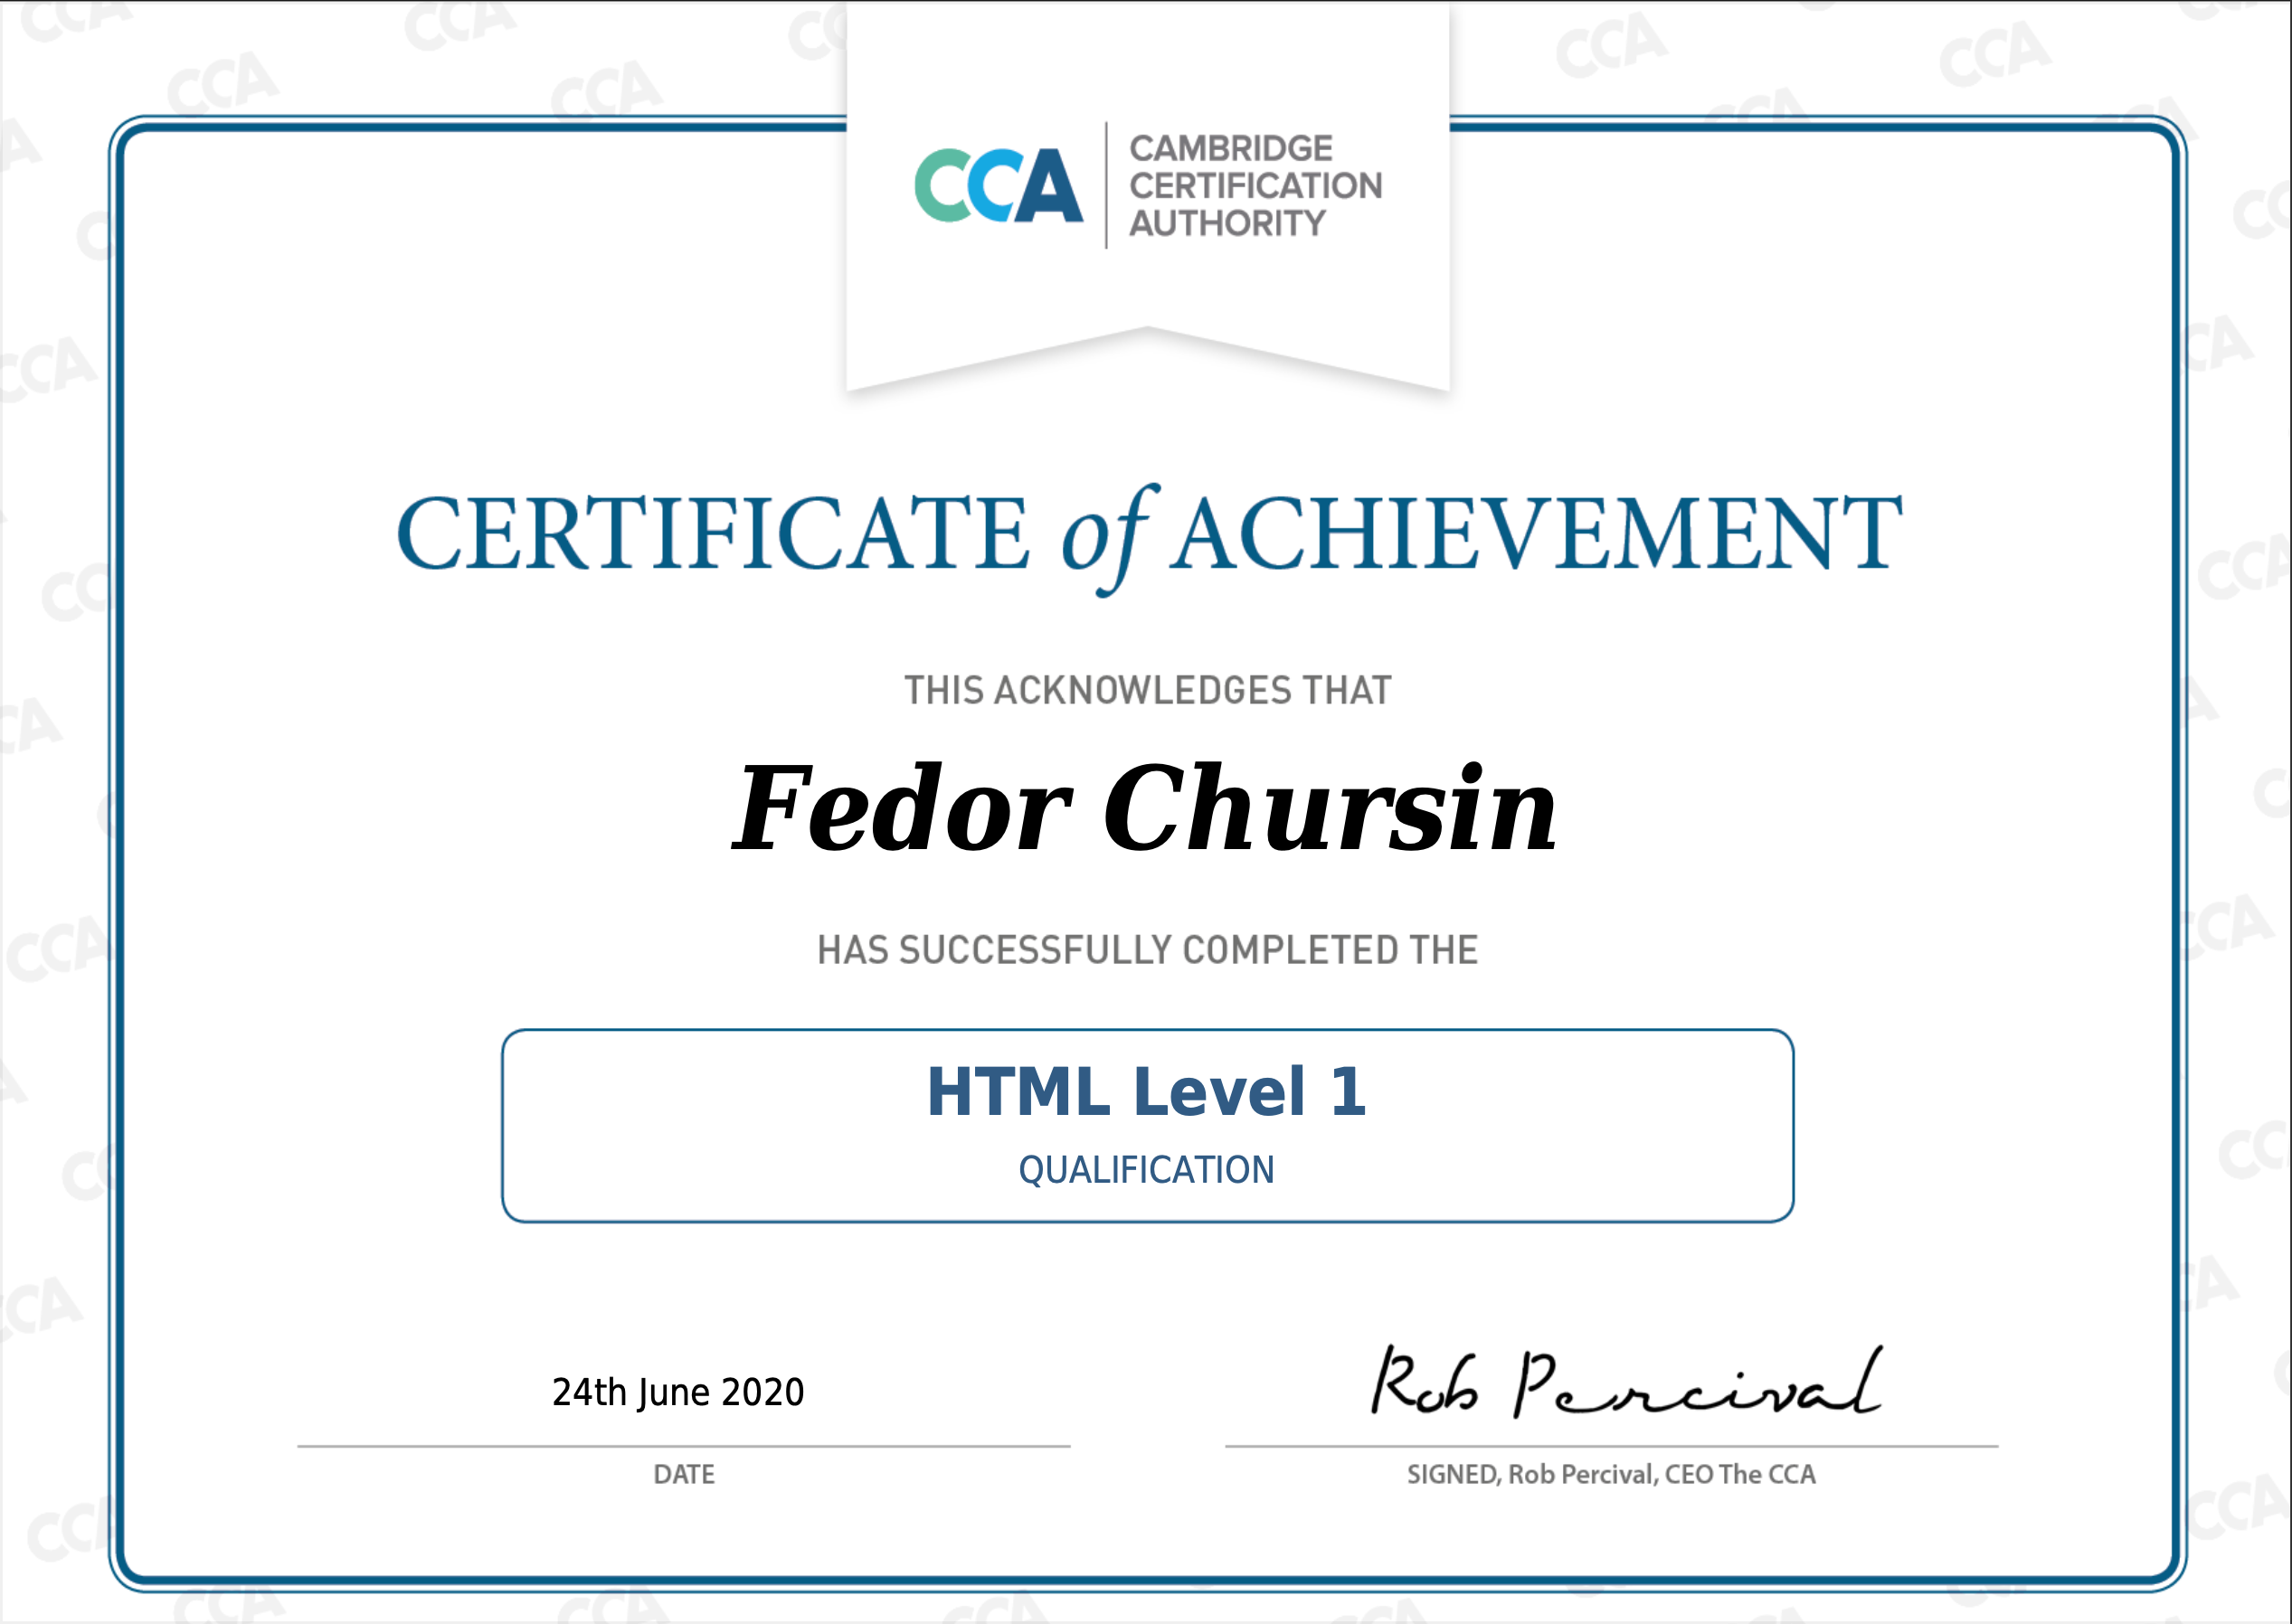 CCA
CAMBRIDGE
CERTIFICATION
AUTHORITY
CERTIFICATE of ACHIEVEMENT
THIS ACKNOWLEDGES THAT
Fedor Chursin
HAS SUCCESSFULLY COMPLETED THE
HTML Level 1
QUALIFICATION
24th June 2020
Rob Percival
DATE
SIGNED, Rob Percival, CEO The CCA